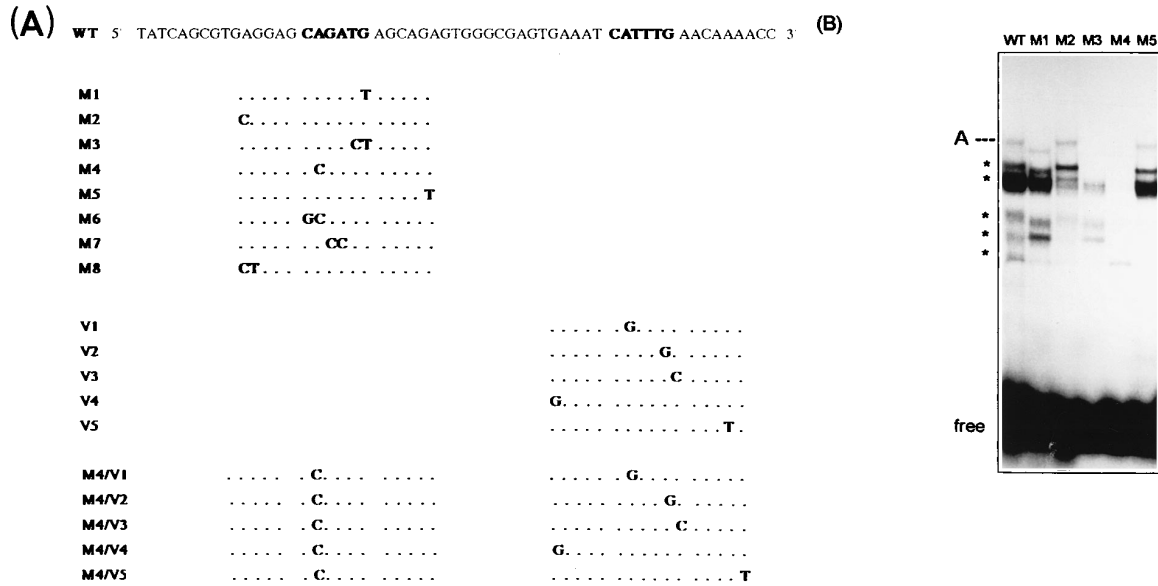 (A) WT 5' TATCAGCGTGAGGAG CAGATG AGCAGAGTGGGCGAGTGAAAT CATTTG AACAAAACC 3'
M1 . . . . . . . . . . T . . . . .
M2 C. . . . . . . . . . . . . . .
M3 . . . . . . . . . CT . . . . .
M4 . . . . . . C. . . . . . . . .
M5 . . . . . . . . . . . . . . . T
M6 . . . . . GC . . . . . . . . .
M7 . . . . . . . CC . . . . . . .
M8 CT. . . . . . . . . . . . . .
V1 . . . . . . G. . . . . . . . .
V2 . . . . . . . . . G. . . . . .
V3 . . . . . . . . . . C . . . . .
V4 G. . . . . . . . . . . . . . .
V5 . . . . . . . . . . . . . . T .
M4/V1 . . . . . . . C. . . . . . . . . . . . . . . G. . . . . . . . .
M4/V2 . . . . . . . C. . . . . . . . . . . . . . . . . . G. . . . . .
M4/V3 . . . . . . . C. . . . . . . . . . . . . . . . . . . C . . . . .
M4/V4 . . . . . . . C. . . . . . . . . G. . . . . . . . . . . . . . .
M4/V5 . . . . . . . C. . . . . . . . . . . . . . . . . . . . . . . . T
(B)
WT M1 M2 M3 M4 M5
A ---
*
*
*
*
*
free